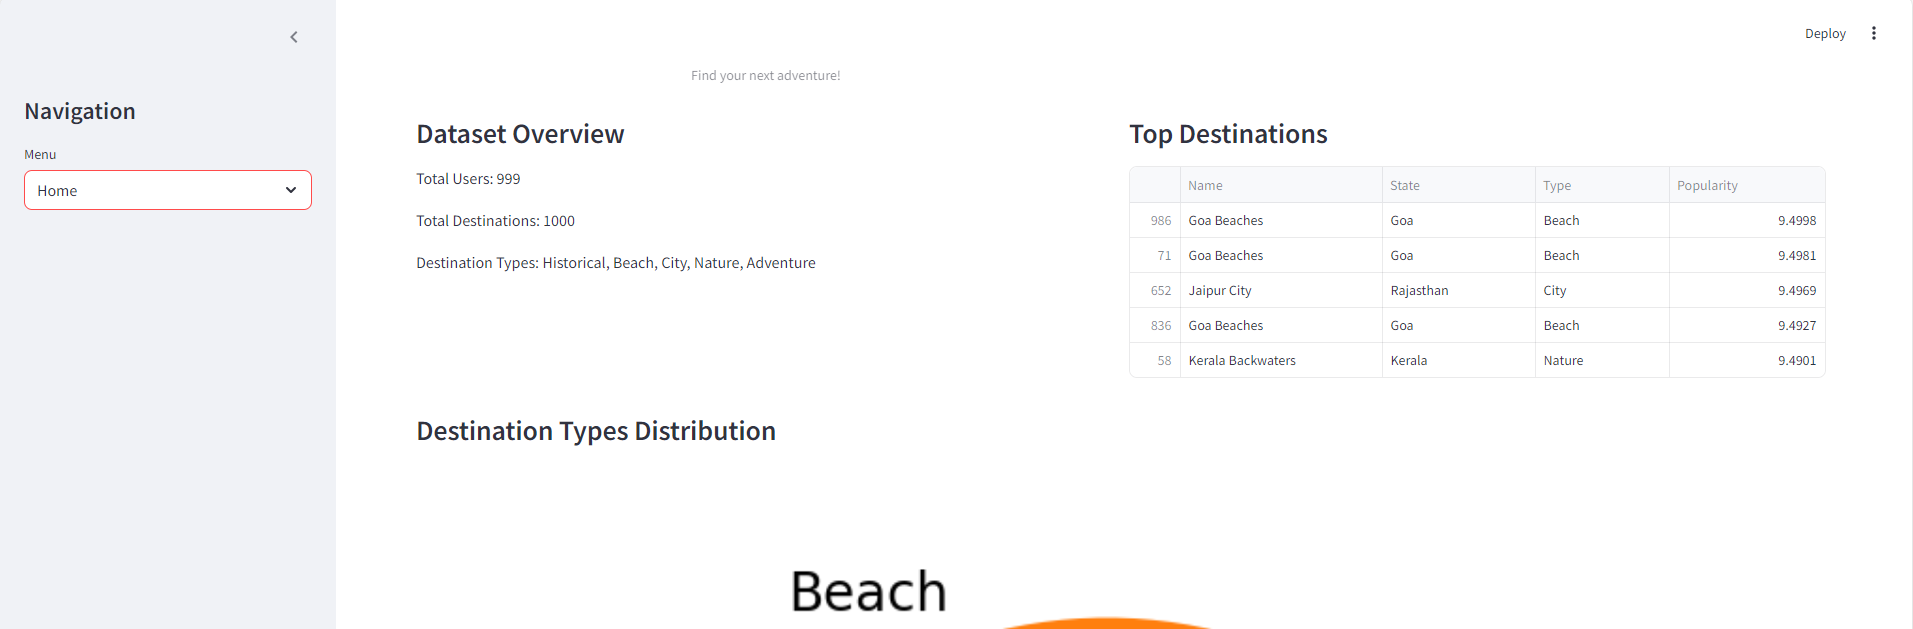 Deploy
Find your next adventure!
Navigation
Menu
Home
Dataset Overview
Total Users: 999
Total Destinations: 1000
Destination Types: Historical, Beach, City, Nature, Adventure
Top Destinations
Name State Type Popularity
986 Goa Beaches Goa Beach 9.4998
71 Goa Beaches Goa Beach 9.4981
652 Jaipur City Rajasthan City 9.4969
836 Goa Beaches Goa Beach 9.4927
58 Kerala Backwaters Kerala Nature 9.4901
Destination Types Distribution
Beach